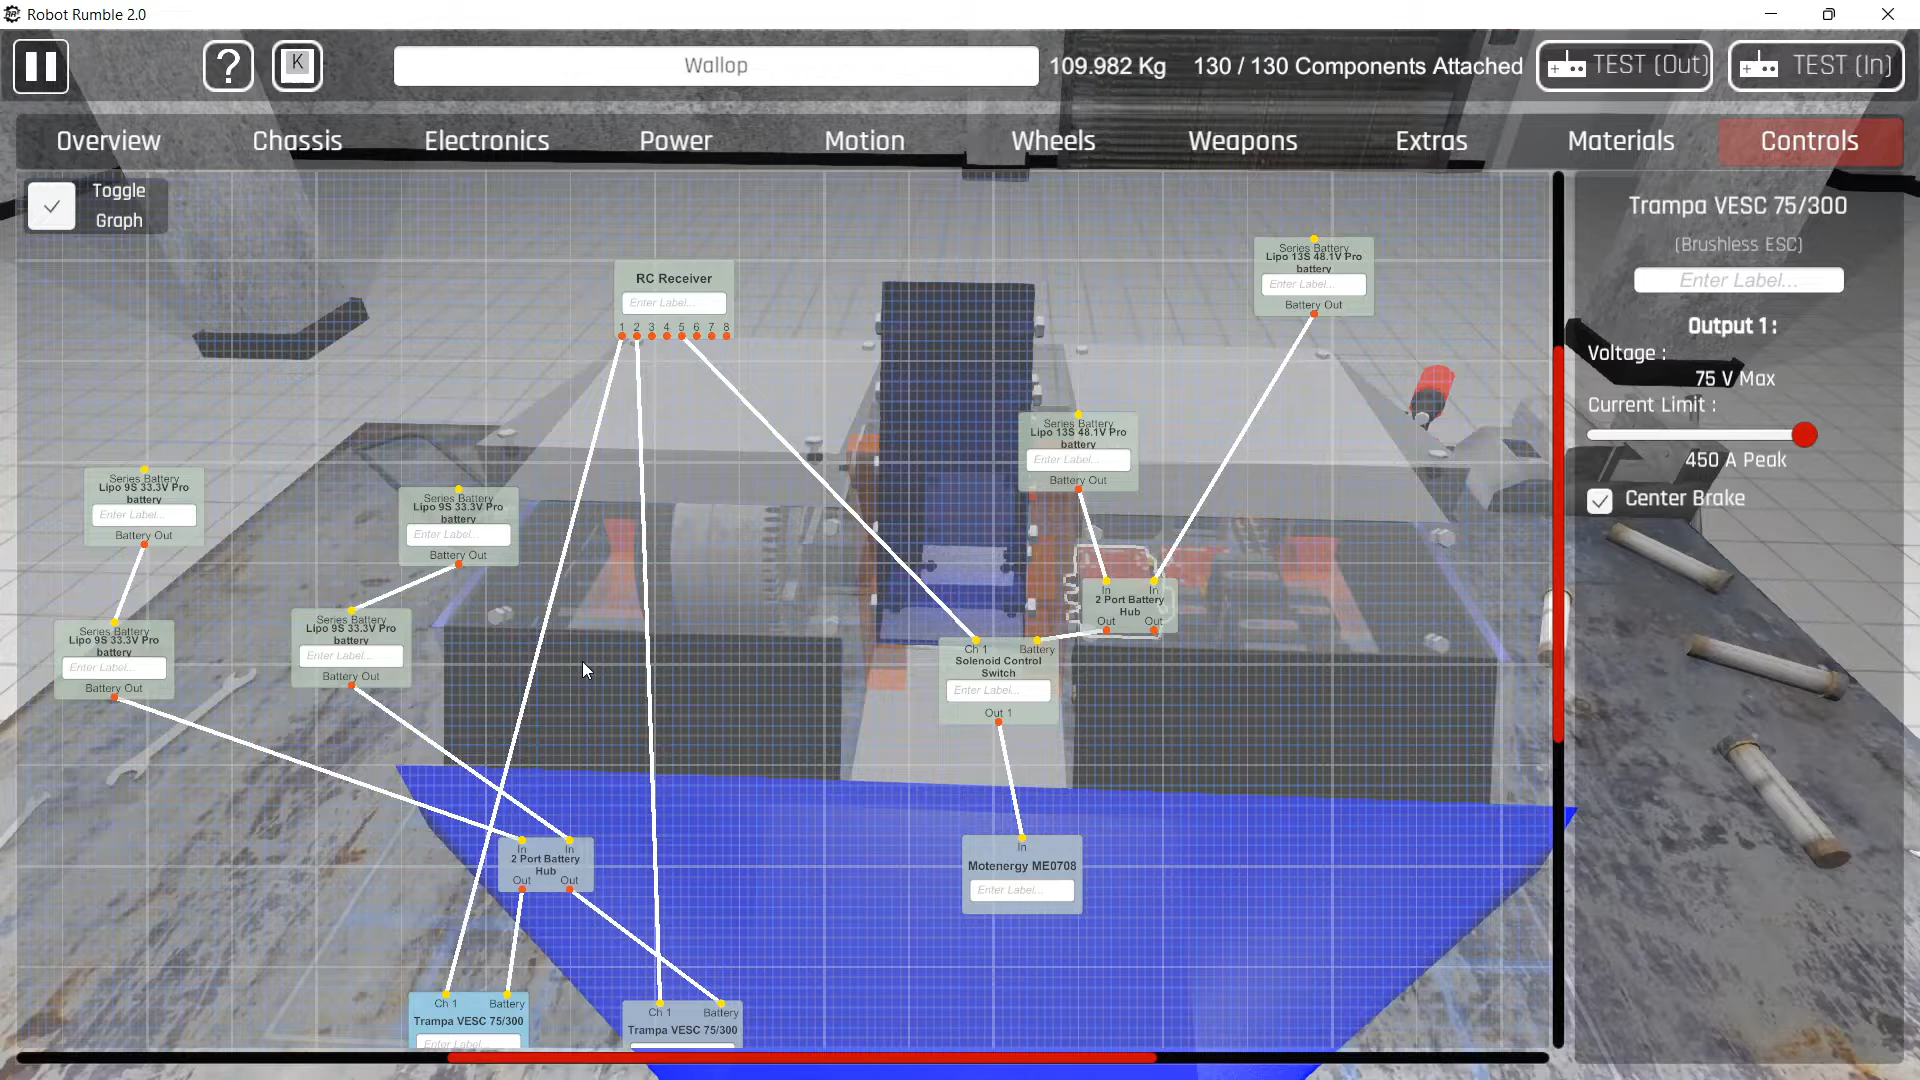 Robot Rumble 2.0
?
K
Wallop
109.982 Kg
130 / 130 Components Attached
TEST (Out)
TEST (In)
Overview
Chassis
Electronics
Power
Motion
Wheels
Weapons
Extras
Materials
Controls
Toggle
Graph
RC Receiver
Enter Label...
1 2 3 4 5 6 7 8
Series Battery
Lipo 13S 48.1V Pro
battery
Enter Label...
Battery Out
Series Battery
Lipo 13S 48.1V Pro
battery
Enter Label...
Battery Out
Series Battery
Lipo 9S 33.3V Pro
battery
Enter Label...
Battery Out
Series Battery
Lipo 9S 33.3V Pro
battery
Enter Label...
Battery Out
Series Battery
Lipo 9S 33.3V Pro
battery
Enter Label...
Battery Out
Series Battery
Lipo 9S 33.3V Pro
battery
Enter Label...
Battery Out
In In
2 Port Battery
Hub
Out Out
Ch 1 Battery
Solenoid Control
Switch
Enter Label...
Out 1
In
Motenergy ME0708
Enter Label...
In In
2 Port Battery
Hub
Out Out
Ch 1 Battery
Trampa VESC 75/300
Enter Label...
Ch 1 Battery
Trampa VESC 75/300
Trampa VESC 75/300
(Brushless ESC)
Enter Label...
Output 1 :
Voltage :
75 V Max
Current Limit :
450 A Peak
Center Brake